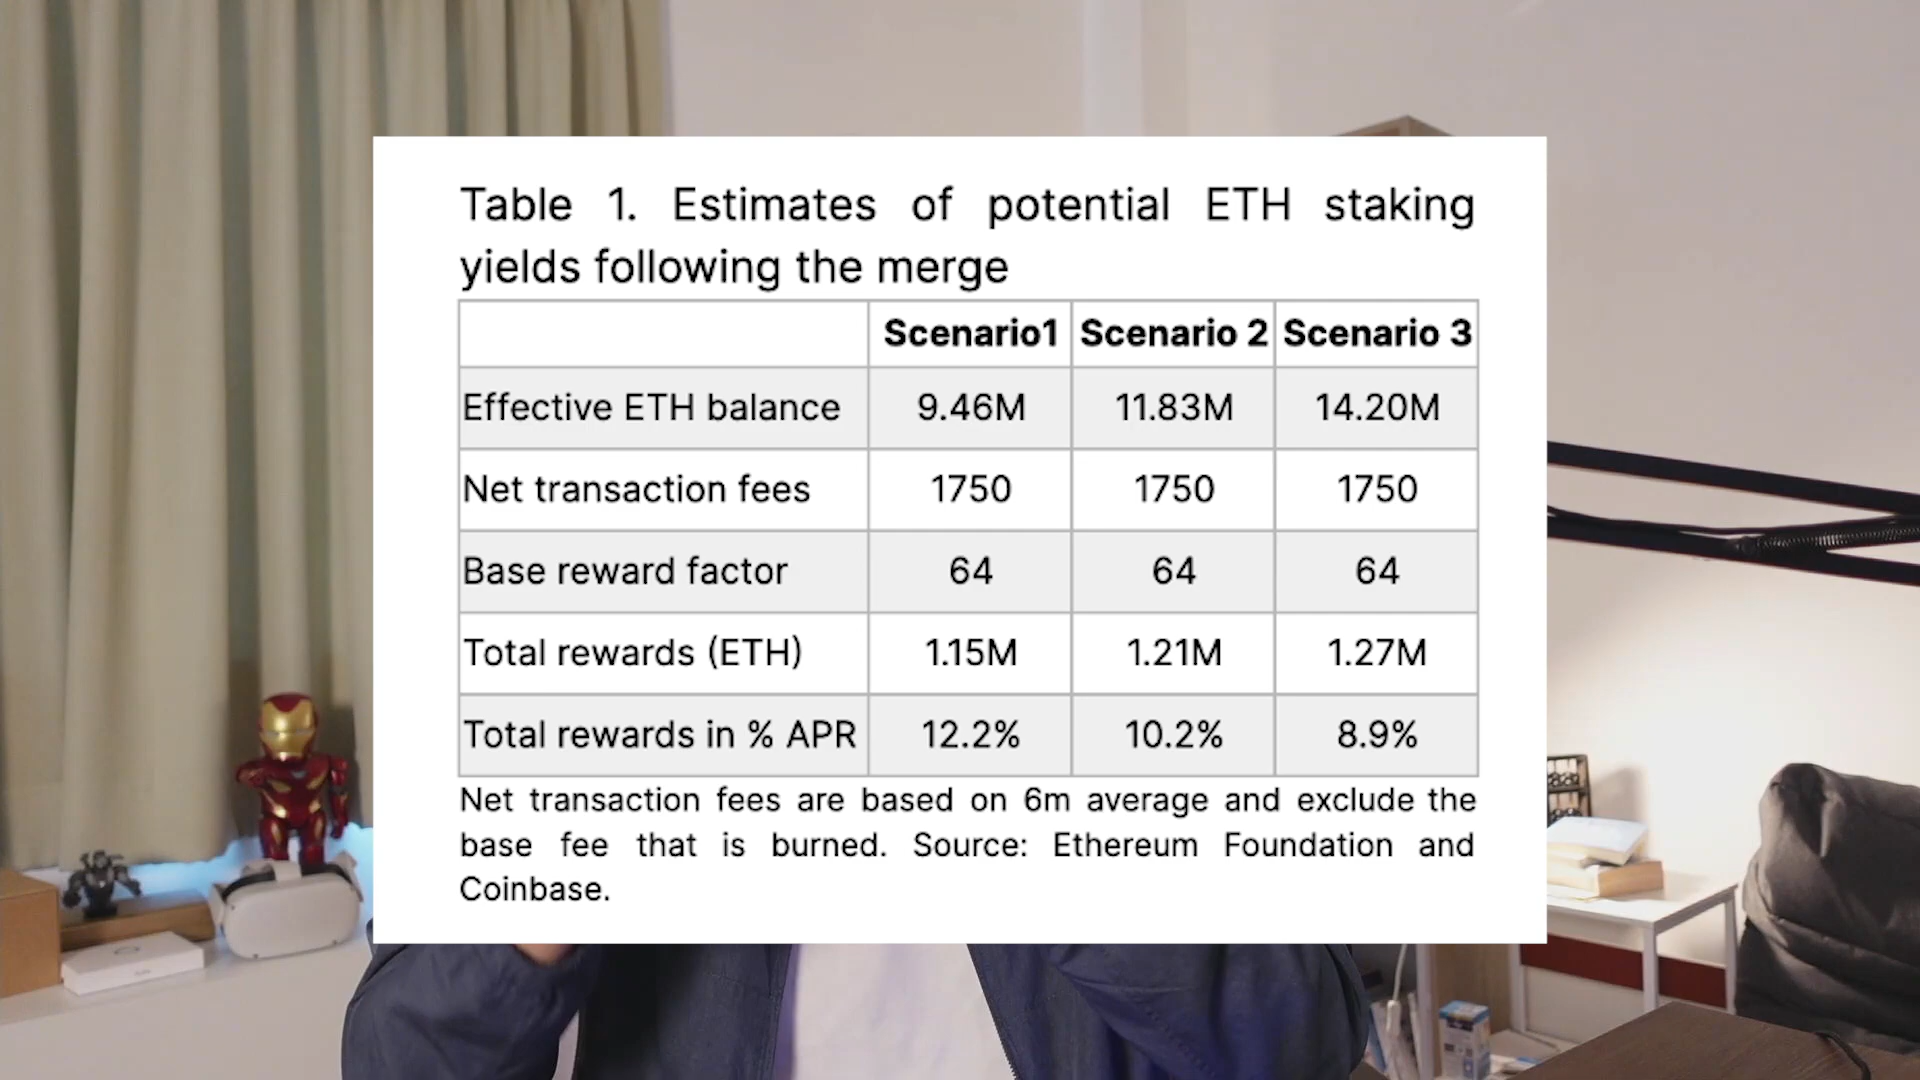 Table 1. Estimates of potential ETH staking
yields following the merge
Scenario1 Scenario 2 Scenario 3
Effective ETH balance 9.46M 11.83M 14.20M
Net transaction fees 1750 1750 1750
Base reward factor 64 64 64
Total rewards (ETH) 1.15M 1.21M 1.27M
Total rewards in % APR 12.2% 10.2% 8.9%
Net transaction fees are based on 6m average and exclude the
base fee that is burned. Source: Ethereum Foundation and
Coinbase.